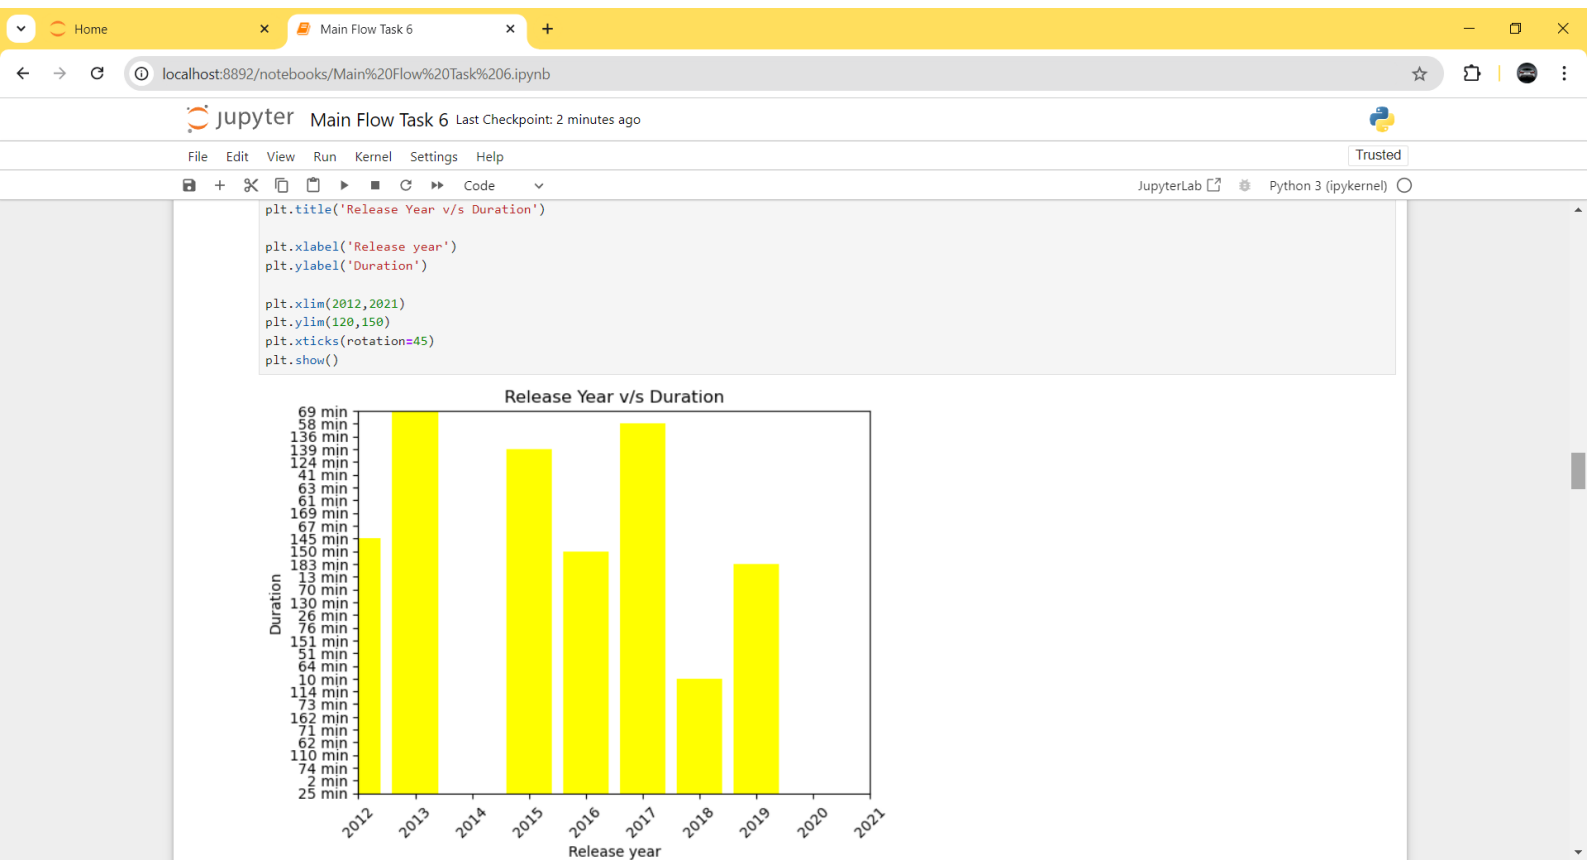 Home
Main Flow Task 6
localhost:8892/notebooks/Main%20Flow%20Task%206.ipynb
jupyter Main Flow Task 6 Last Checkpoint: 2 minutes ago
File Edit View Run Kernel Settings Help
Trusted
Code
JupyterLab
Python 3 (ipykernel)
plt.title('Release Year v/s Duration')
plt.xlabel('Release year')
plt.ylabel('Duration')
plt.xlim(2012,2021)
plt.ylim(120,150)
plt.xticks(rotation=45)
plt.show()
Release Year v/s Duration
69 min
58 min
136 min
139 min
124 min
41 min
63 min
61 min
169 min
67 min
145 min
150 min
183 min
13 min
70 min
130 min
26 min
76 min
151 min
51 min
64 min
10 min
114 min
73 min
162 min
71 min
62 min
110 min
74 min
2 min
25 min
Duration
2012 2013 2014 2015 2016 2017 2018 2019 2020 2021
Release year